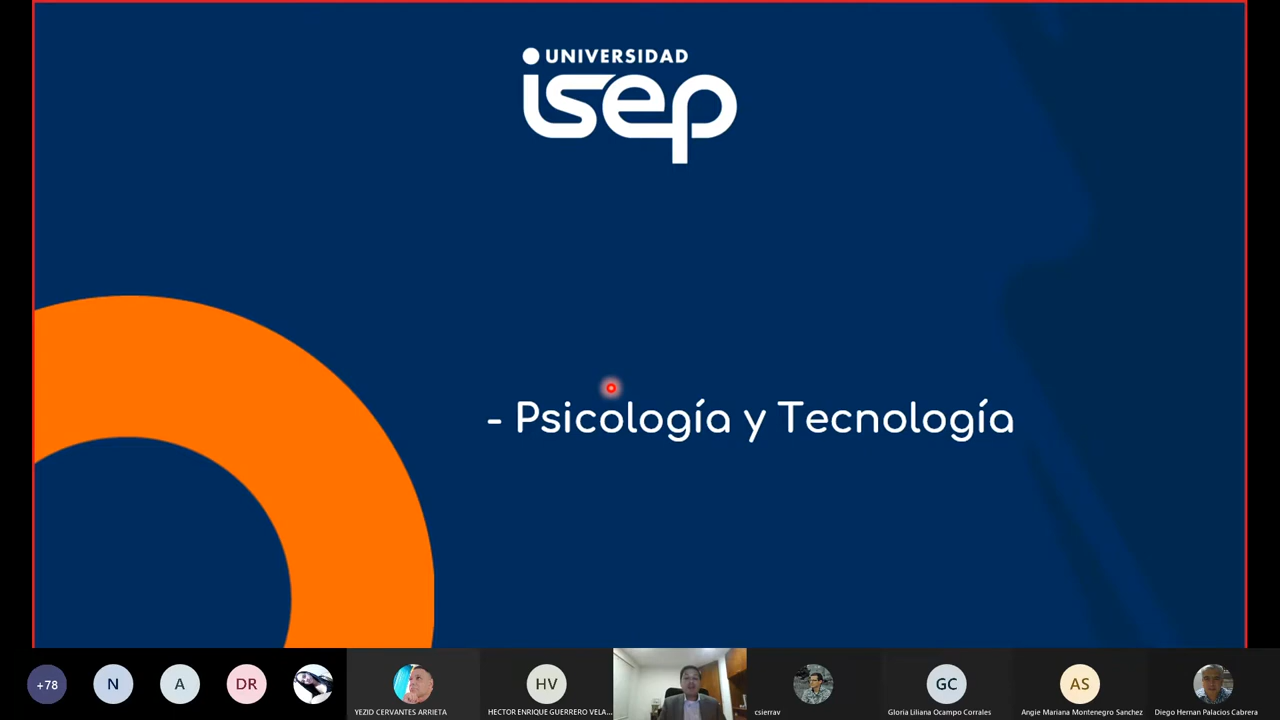 UNIVERSIDAD
isep
- Psicología y Tecnología
+78
N
A
DR
HV
GC
AS
YEZID CERVANTES ARRIETA
HECTOR ENRIQUE GUERRERO VELA...
csierrav
Gloria Liliana Ocampo Corrales
Angie Mariana Montenegro Sanchez
Diego Hernan Palacios Cabrera